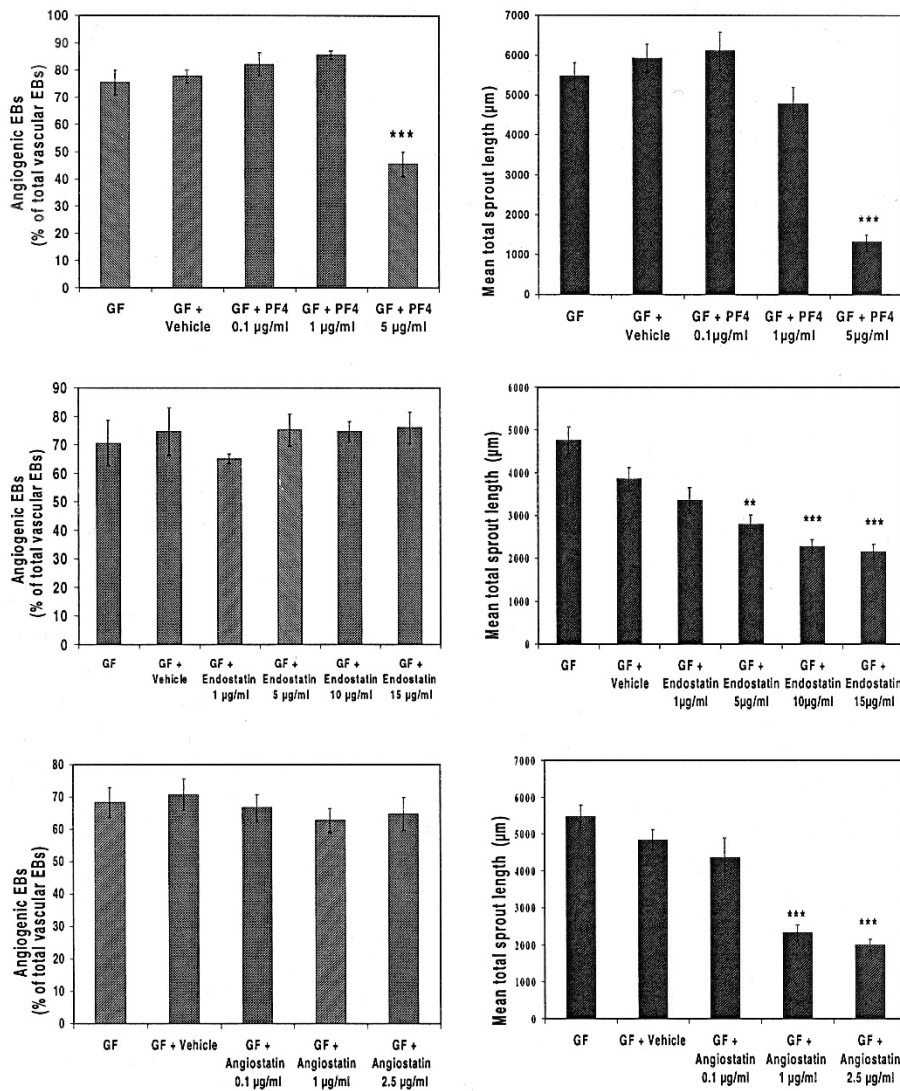 Angiogenic EBs
(% of total vascular EBs)
100
90
80
70
60
50
40
30
20
10
0
***
GF
GF +
Vehicle
GF + PF4
0.1 µg/ml
GF + PF4
1 µg/ml
GF + PF4
5 µg/ml
Mean total sprout length (µm)
7000
6000
5000
4000
3000
2000
1000
0
***
GF
GF +
Vehicle
GF + PF4
0.1µg/ml
GF + PF4
1µg/ml
GF + PF4
5µg/ml
Angiogenic EBs
(% of total vascular EBs)
90
80
70
60
50
40
30
20
10
0
GF
GF +
Vehicle
GF +
Endostatin
1 µg/ml
GF +
Endostatin
5 µg/ml
GF +
Endostatin
10 µg/ml
GF +
Endostatin
15 µg/ml
Mean total sprout length (µm)
6000
5000
4000
3000
2000
1000
0
**
***
***
GF
GF +
Vehicle
GF +
Endostatin
1µg/ml
GF +
Endostatin
5µg/ml
GF +
Endostatin
10µg/ml
GF +
Endostatin
15µg/ml
Angiogenic EBs
(% of total vascular EBs)
80
70
60
50
40
30
20
10
0
GF
GF + Vehicle
GF +
Angiostatin
0.1 µg/ml
GF +
Angiostatin
1 µg/ml
GF +
Angiostatin
2.5 µg/ml
Mean total sprout length (µm)
7000
6000
5000
4000
3000
2000
1000
0
***
***
GF
GF + Vehicle
GF +
Angiostatin
0.1 µg/ml
GF +
Angiostatin
1 µg/ml
GF +
Angiostatin
2.5 µg/ml